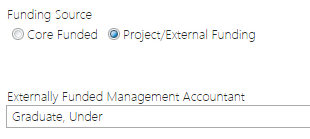 Funding Source
Core Funded Project/External Funding
Externally Funded Management Accountant
Graduate, Under